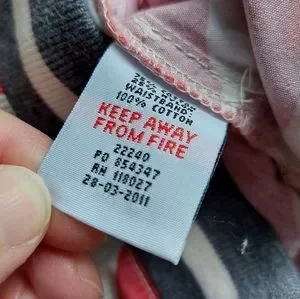 WAISTBAND
100% COTTON
KEEP AWAY
FROM FIRE
22240
PO 854347
RN 118027
28-03-2011